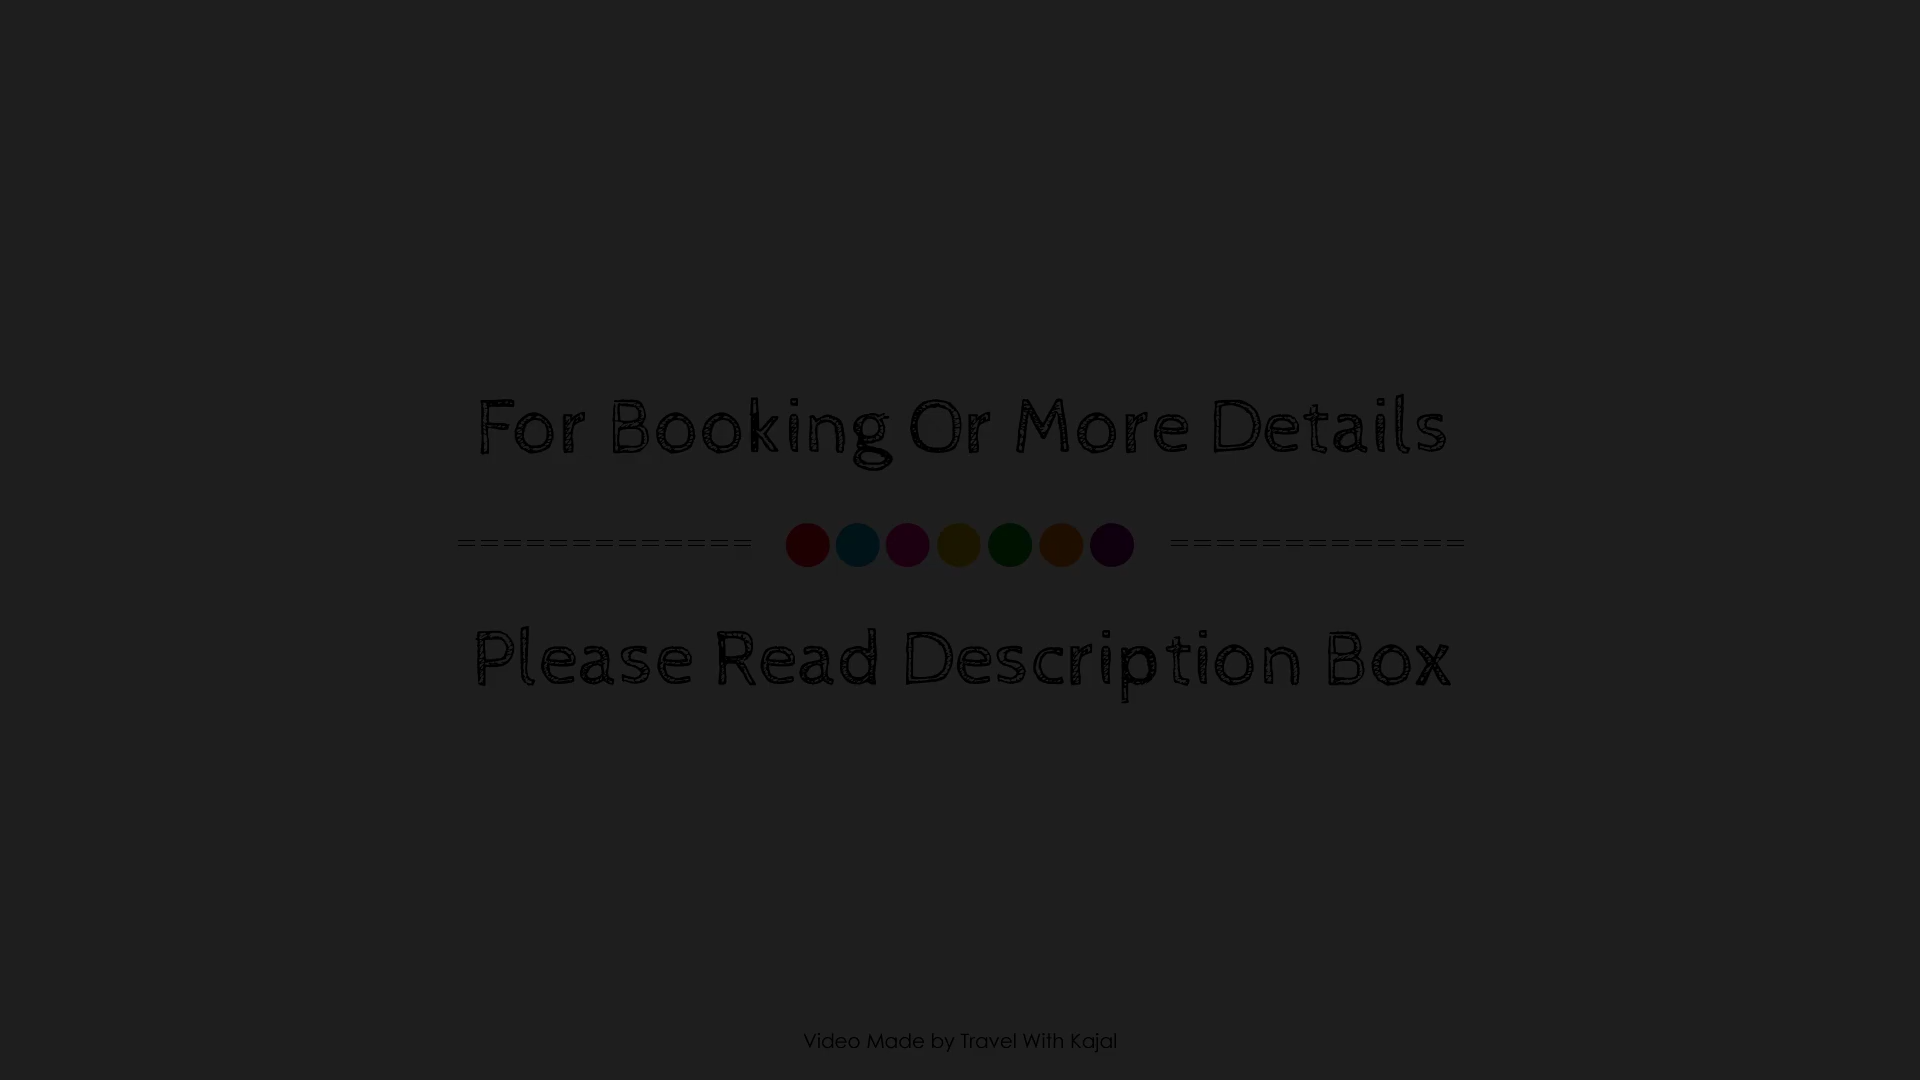 For Booking Or More Details
============= =============
Please Read Description Box
Video Made by Travel With Kajal